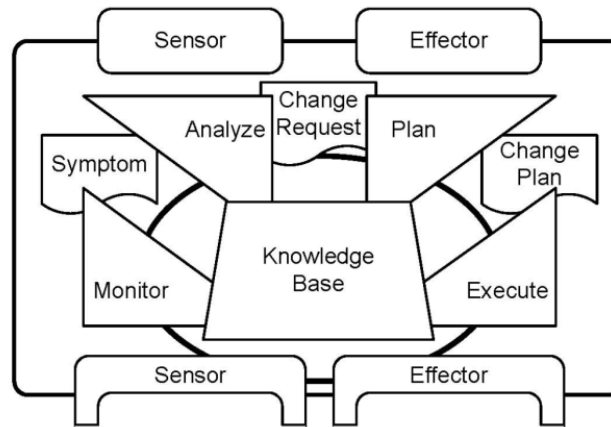 Sensor
Effector
Analyze
Change
Request
Plan
Symptom
Change
Plan
Monitor
Knowledge
Base
Execute
Sensor
Effector